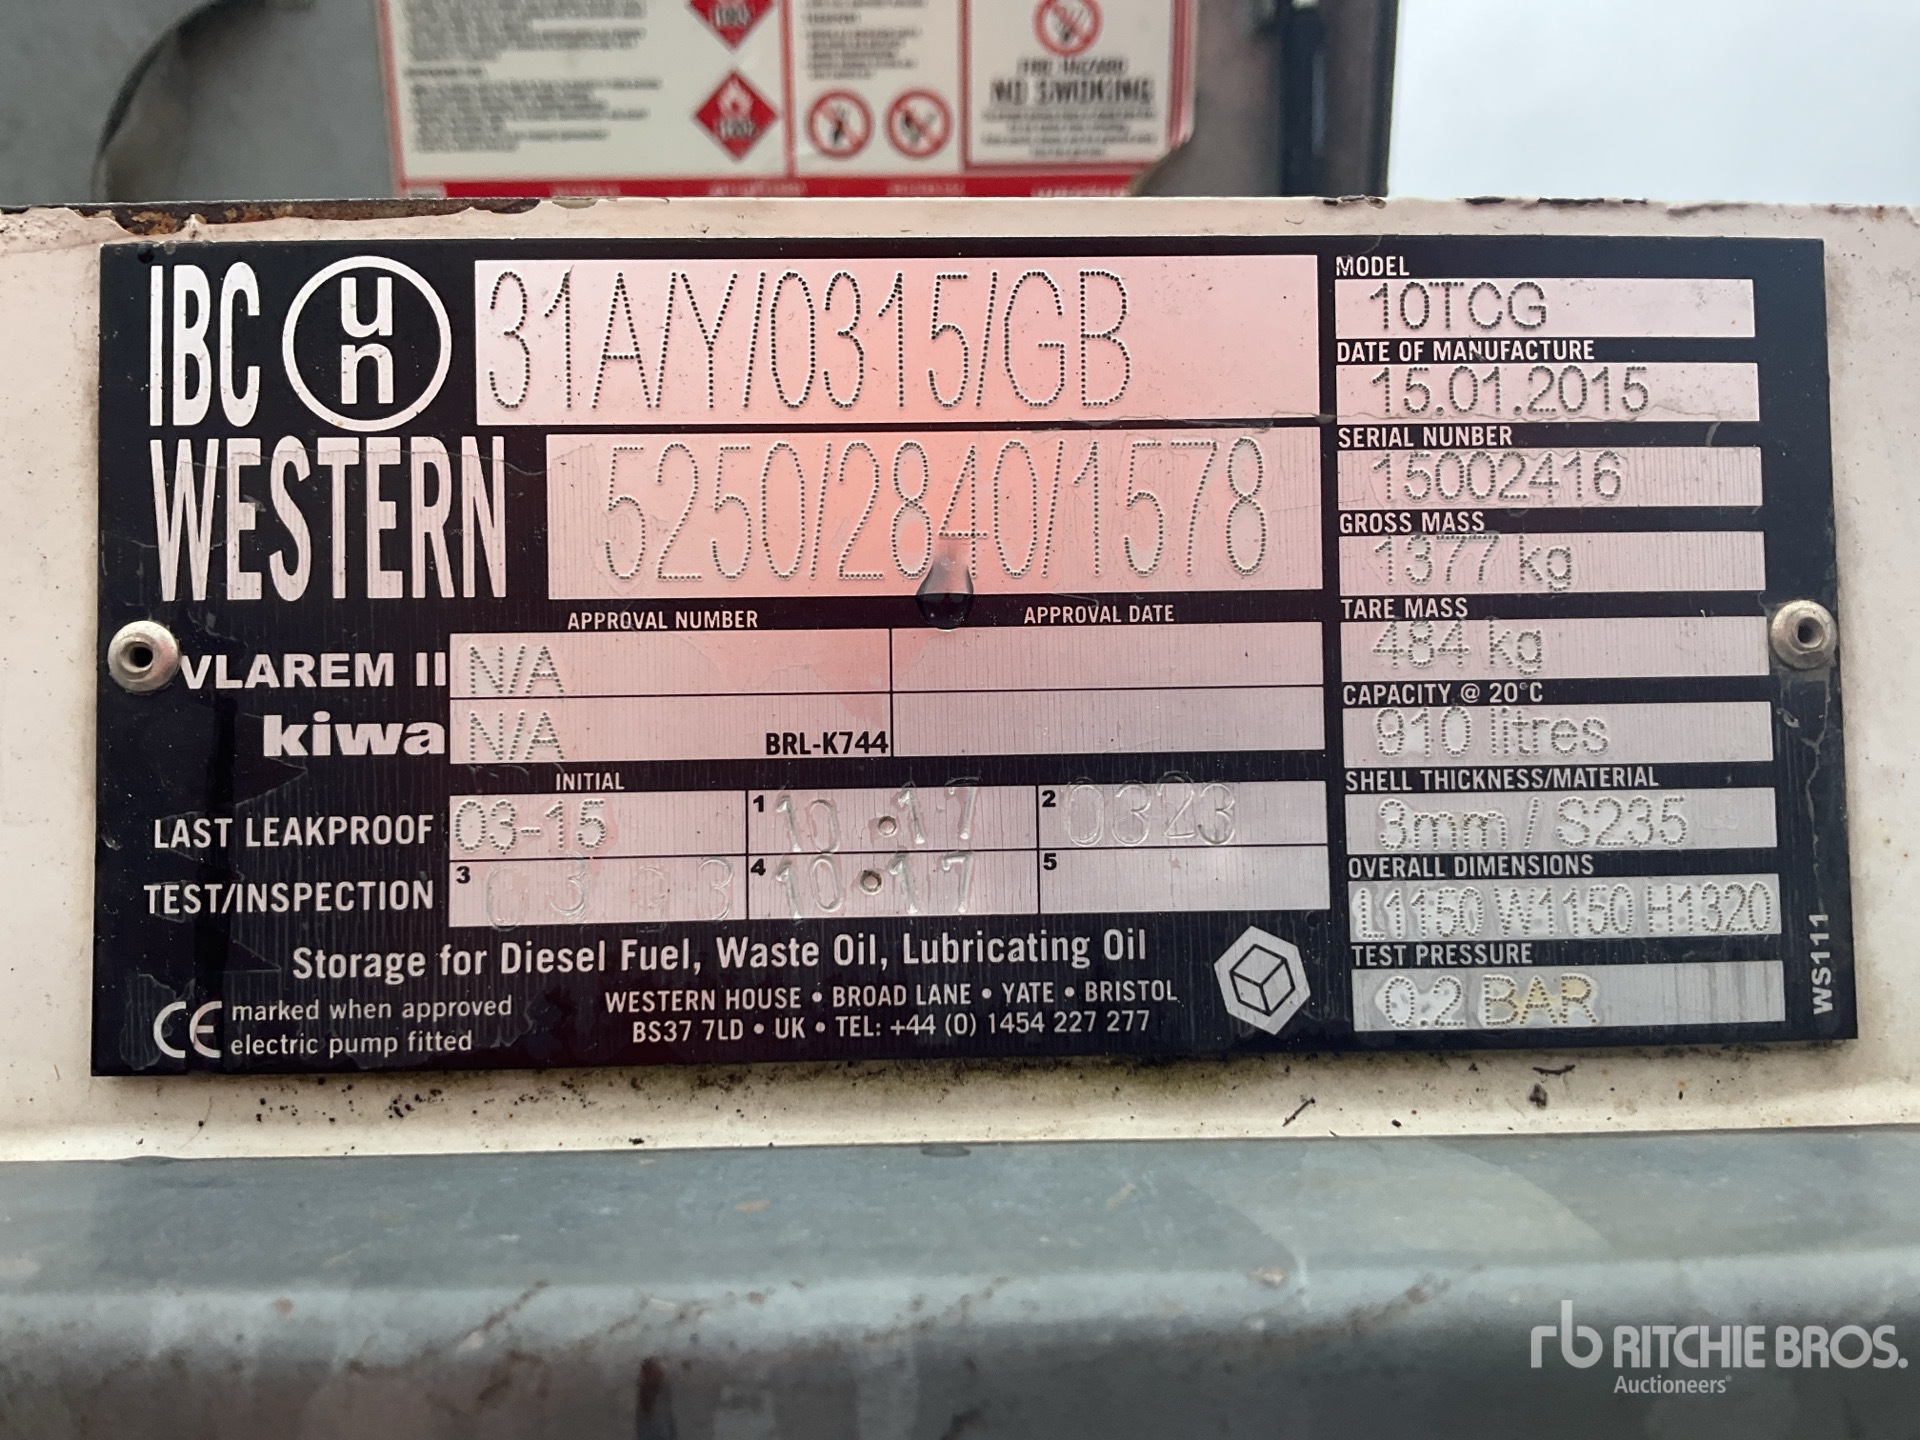 FIRE HAZARD
NO SMOKING
IBC
un
31A/Y/0315/GB
WESTERN
5250/2840/1578
APPROVAL NUMBER APPROVAL DATE
VLAREM II N/A
kiwa N/A BRL-K744
INITIAL
LAST LEAKPROOF 03-15 1 10·17 2 0323
TEST/INSPECTION 3 4 10·17 5
Storage for Diesel Fuel, Waste Oil, Lubricating Oil
CE marked when approved
electric pump fitted
WESTERN HOUSE • BROAD LANE • YATE • BRISTOL
BS37 7LD • UK • TEL: +44 (0) 1454 227 277
MODEL
10TCG
DATE OF MANUFACTURE
15.01.2015
SERIAL NUNBER
15002416
GROSS MASS
1377 kg
TARE MASS
484 kg
CAPACITY @ 20°C
910 litres
SHELL THICKNESS/MATERIAL
3mm / S235
OVERALL DIMENSIONS
L1150 W1150 H1320
TEST PRESSURE
0.2 BAR
WS111
rb RITCHIE BROS.
Auctioneers